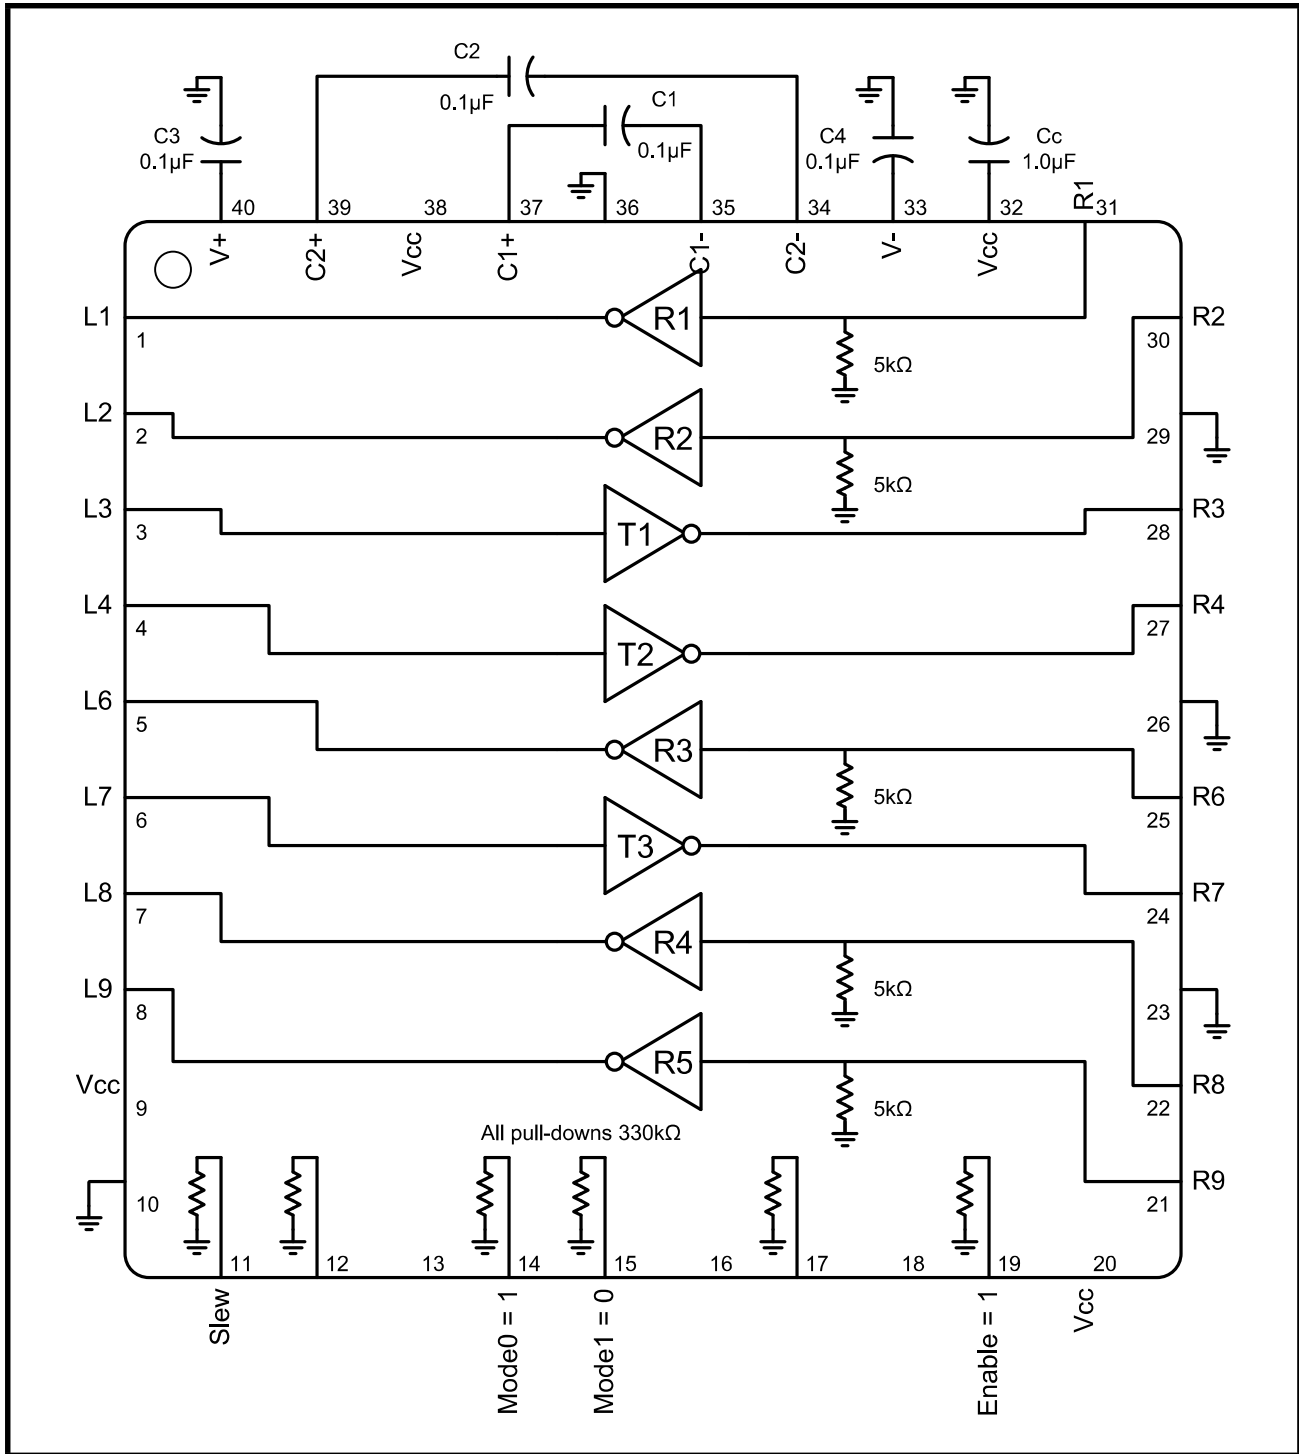 C2
0.1µF
C1
0.1µF
C3
0.1µF
C4
0.1µF
Cc
1.0µF
40
39
38
37
36
35
34
33
32
R1
31
V+
C2+
Vcc
C1+
C1-
C2-
V-
Vcc
L1
1
R1
5kΩ
30
R2
L2
2
R2
5kΩ
29
L3
3
T1
28
R3
L4
4
T2
27
R4
L6
5
R3
5kΩ
26
25
R6
L7
6
T3
24
R7
L8
7
R4
5kΩ
23
L9
8
R5
5kΩ
22
R8
Vcc
9
All pull-downs 330kΩ
10
21
R9
11
12
13
14
15
16
17
18
19
20
Slew
Mode0 = 1
Mode1 = 0
Enable = 1
Vcc